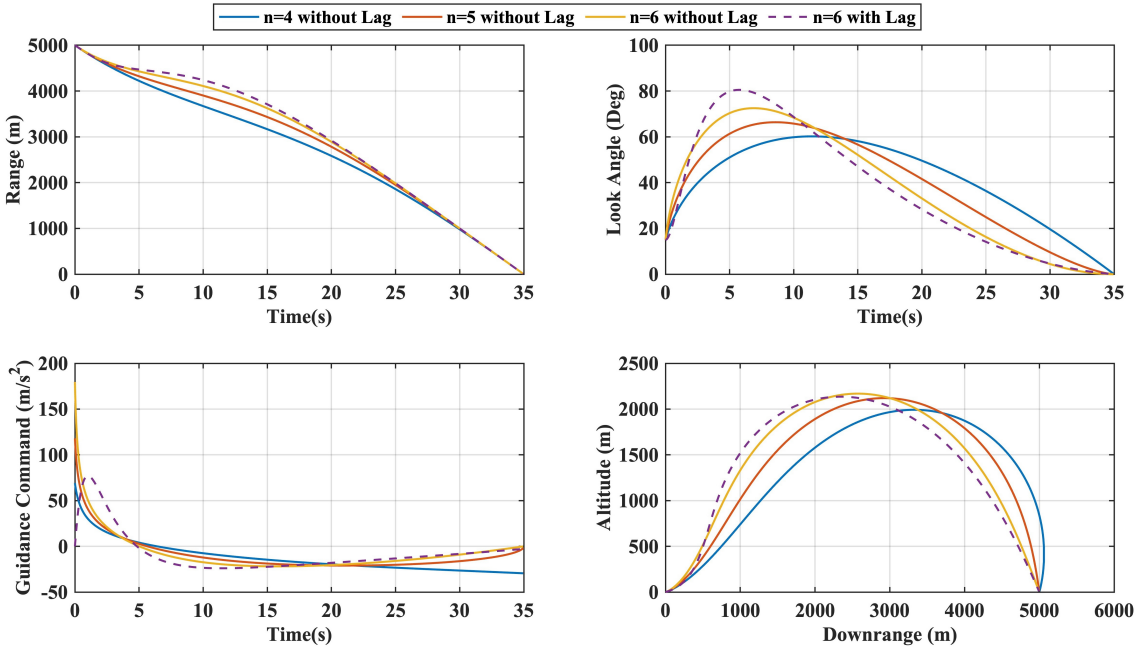 n=4 without Lag n=5 without Lag n=6 without Lag n=6 with Lag
5000
4000
3000
2000
1000
0
Range (m)
0 5 10 15 20 25 30 35
Time(s)
100
80
60
40
20
0
Look Angle (Deg)
0 5 10 15 20 25 30 35
Time(s)
200
150
100
50
0
-50
Guidance Command (m/s²)
0 5 10 15 20 25 30 35
Time(s)
2500
2000
1500
1000
500
0
Altitude (m)
0 1000 2000 3000 4000 5000 6000
Downrange (m)